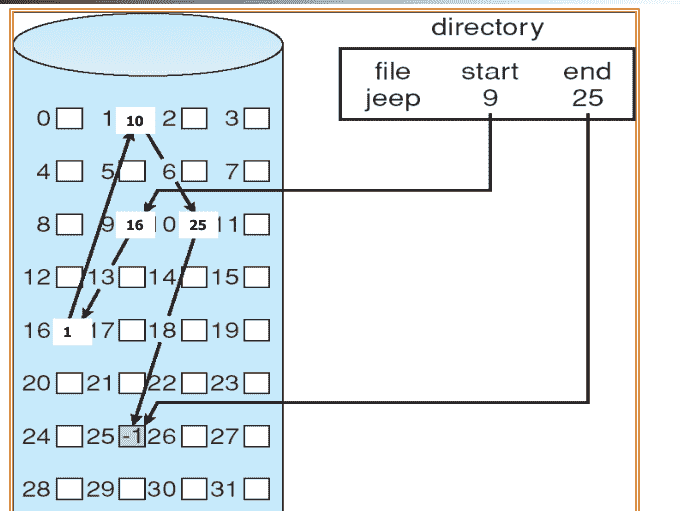 directory
file start end
jeep 9 25
0 1 10 2 3
4 5 6 7
8 9 16 0 25 11
12 13 14 15
16 1 17 18 19
20 21 22 23
24 25 -1 26 27
28 29 30 31